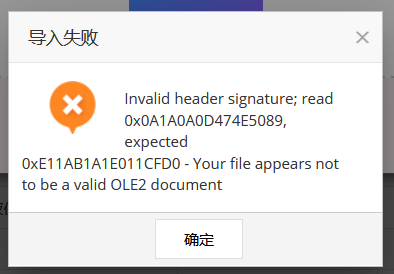 导入失败
Invalid header signature; read
0x0A1A0A0D474E5089,
expected
0xE11AB1A1E011CFD0 - Your file appears not
to be a valid OLE2 document
确定